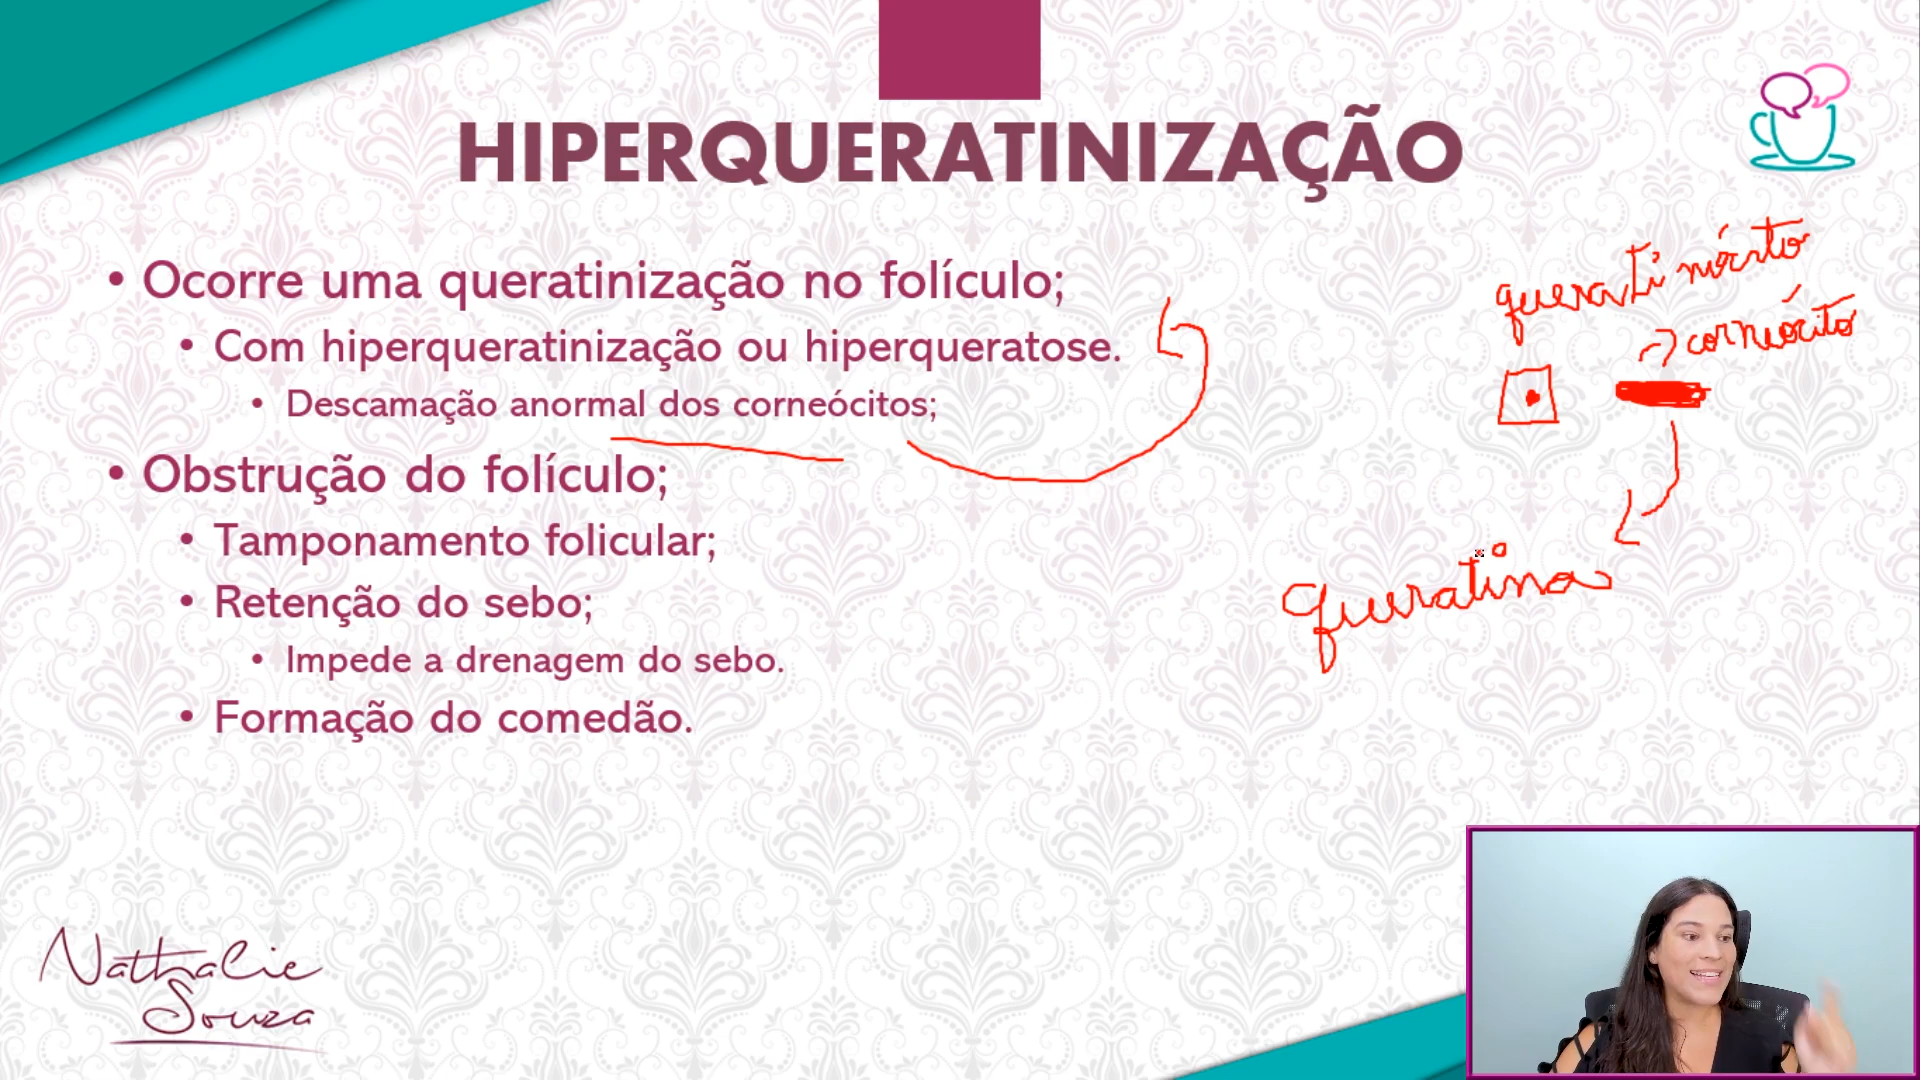 HIPERQUERATINIZAÇÃO
• Ocorre uma queratinização no folículo;
• Com hiperqueratinização ou hiperqueratose.
• Descamação anormal dos corneócitos;
• Obstrução do folículo;
• Tamponamento folicular;
• Retenção do sebo;
• Impede a drenagem do sebo.
• Formação do comedão.
queratinócito
corneócito
queratina
Nathalie
Souza